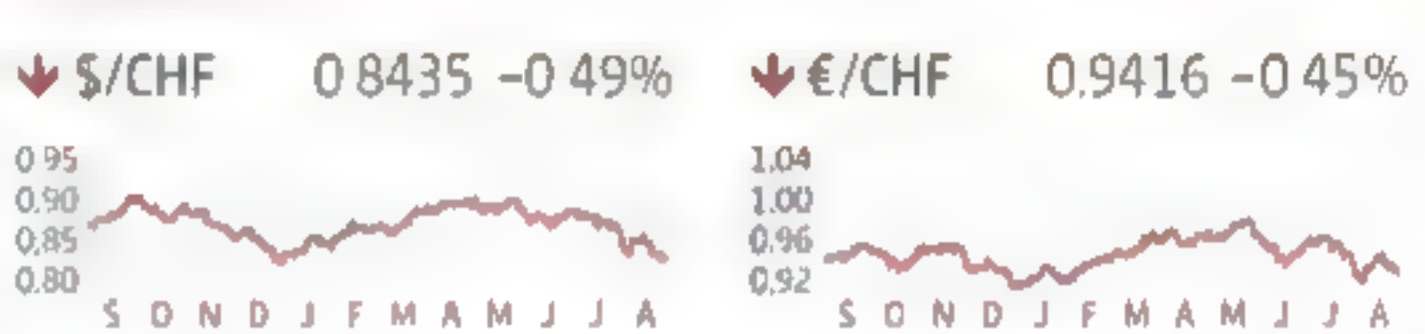 $/CHF 0.8435 -0.49%
0.95
0.90
0.85
0.80
S O N D J F M A M J J A
€/CHF 0.9416 -0.45%
1.04
1.00
0.96
0.92
S O N D J F M A M J J A